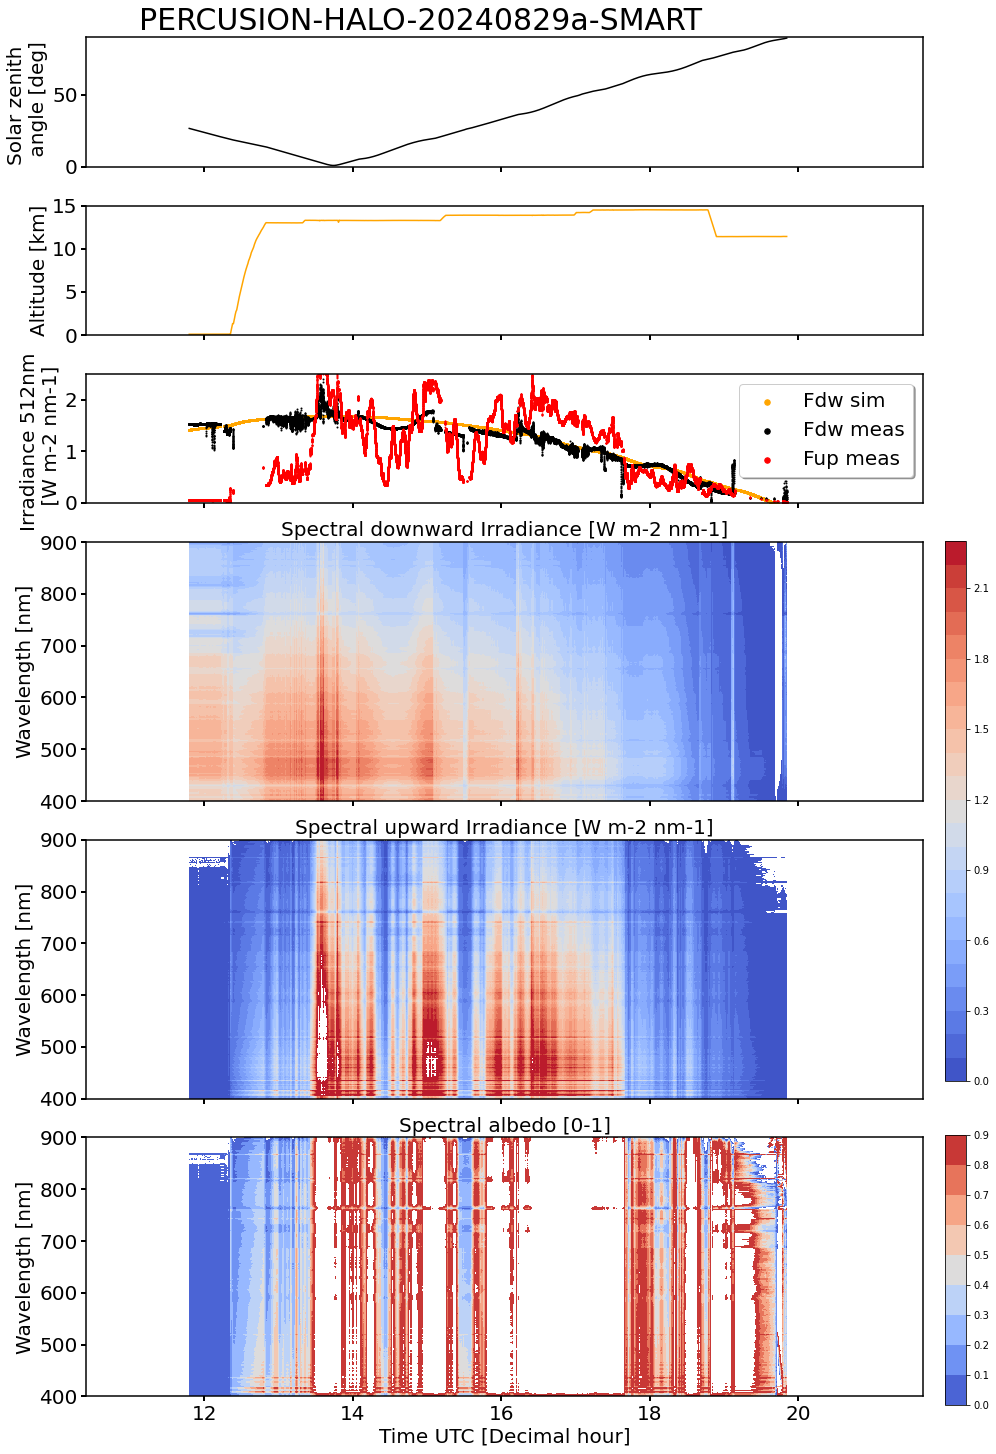 PERCUSION-HALO-20240829a-SMART
Solar zenith
angle [deg]
50
0
Altitude [km]
15
10
5
0
Irradiance 512nm
[W m-2 nm-1]
2
1
0
Fdw sim
Fdw meas
Fup meas
Spectral downward Irradiance [W m-2 nm-1]
Wavelength [nm]
900
800
700
600
500
400
2.1
1.8
1.5
1.2
0.9
0.6
0.3
0.0
Spectral upward Irradiance [W m-2 nm-1]
Wavelength [nm]
900
800
700
600
500
400
Spectral albedo [0-1]
Wavelength [nm]
900
800
700
600
500
400
0.9
0.8
0.7
0.6
0.5
0.4
0.3
0.2
0.1
0.0
12 14 16 18 20
Time UTC [Decimal hour]